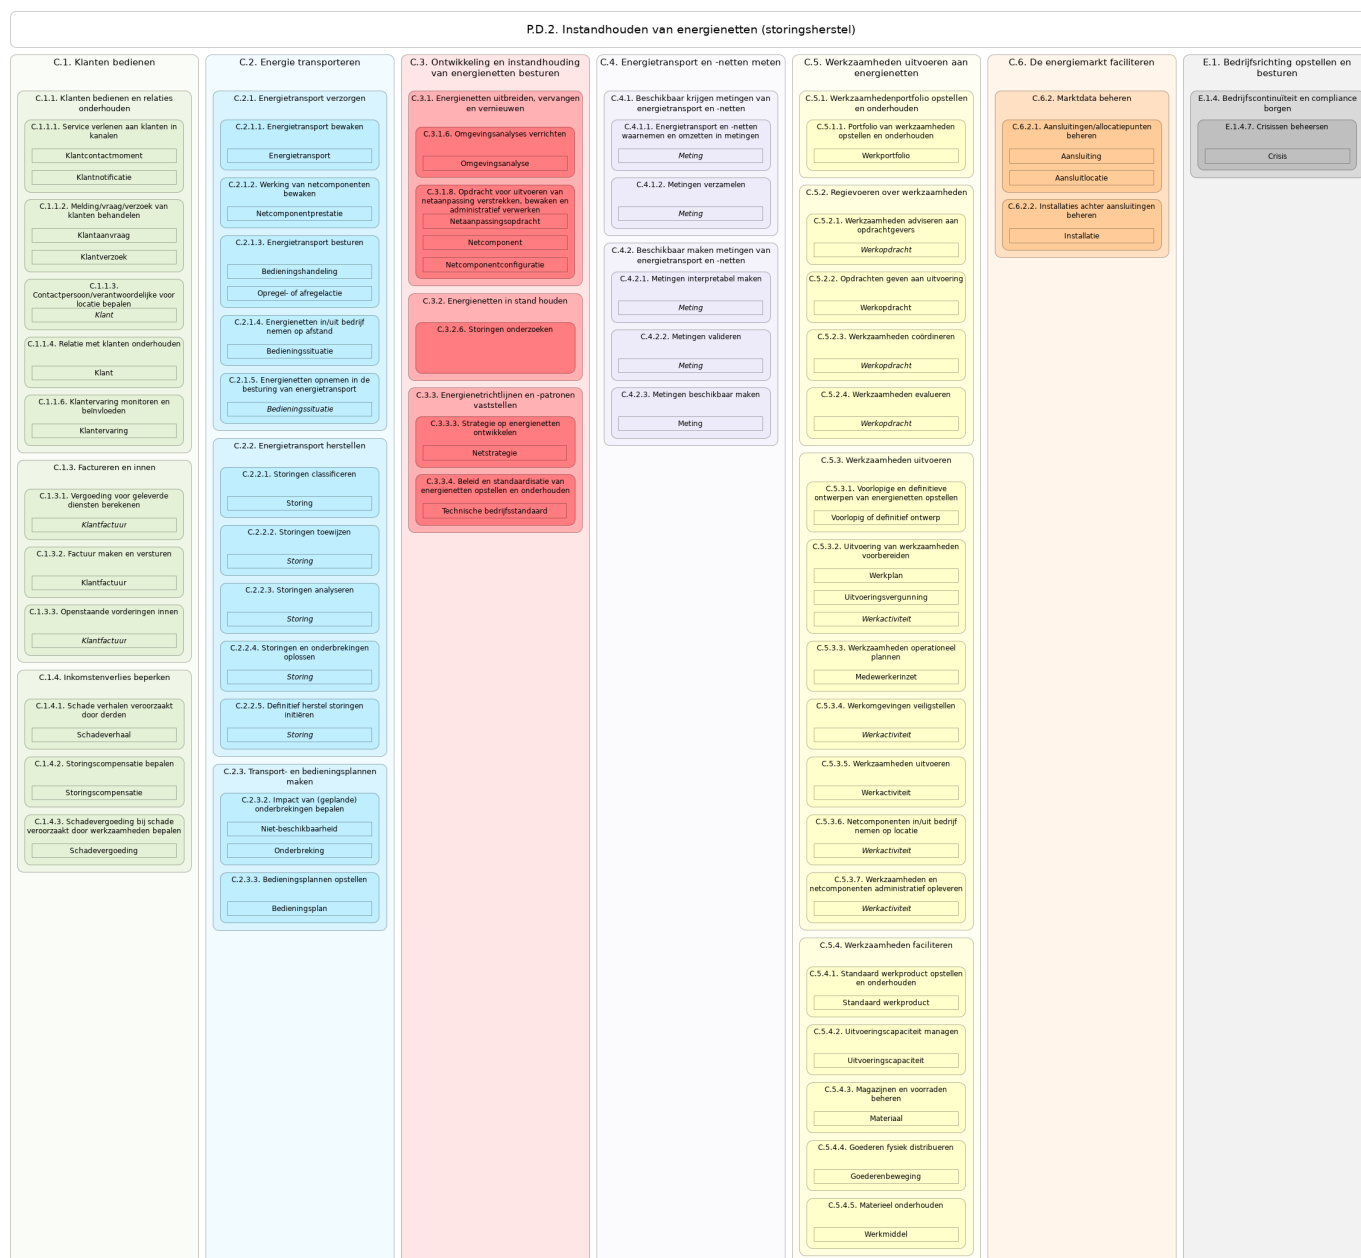 P.D.2. Instandhouden van energienetten (storingsherstel)
C.1. Klanten bedienen
C.1.1. Klanten bedienen en relaties
onderhouden
C.1.1.1. Service verlenen aan klanten in
kanalen
Klantcontactmoment
Klantnotificatie
C.1.1.2. Melding/vraag/verzoek van
klanten behandelen
Klantaanvraag
Klantverzoek
C.1.1.3.
Contactpersoon/verantwoordelijke voor
locatie bepalen
Klant
C.1.1.4. Relatie met klanten onderhouden
Klant
C.1.1.6. Klantervaring monitoren en
beïnvloeden
Klantervaring
C.1.3. Factureren en innen
C.1.3.1. Vergoeding voor geleverde
diensten berekenen
Klantfactuur
C.1.3.2. Factuur maken en versturen
Klantfactuur
C.1.3.3. Openstaande vorderingen innen
Klantfactuur
C.1.4. Inkomstenverlies beperken
C.1.4.1. Schade verhalen veroorzaakt
door derden
Schadeverhaal
C.1.4.2. Storingscompensatie bepalen
Storingscompensatie
C.1.4.3. Schadevergoeding bij schade
veroorzaakt door werkzaamheden bepalen
Schadevergoeding
C.2. Energie transporteren
C.2.1. Energietransport verzorgen
C.2.1.1. Energietransport bewaken
Energietransport
C.2.1.2. Werking van netcomponenten
bewaken
Netcomponentprestatie
C.2.1.3. Energietransport besturen
Bedieningshandeling
Opregel- of afregelactie
C.2.1.4. Energienetten in/uit bedrijf
nemen op afstand
Bedieningssituatie
C.2.1.5. Energienetten opnemen in de
besturing van energietransport
Bedieningssituatie
C.2.2. Energietransport herstellen
C.2.2.1. Storingen classificeren
Storing
C.2.2.2. Storingen toewijzen
Storing
C.2.2.3. Storingen analyseren
Storing
C.2.2.4. Storingen en onderbrekingen
oplossen
Storing
C.2.2.5. Definitief herstel storingen
initiëren
Storing
C.2.3. Transport- en bedieningsplannen
maken
C.2.3.2. Impact van (geplande)
onderbrekingen bepalen
Niet-beschikbaarheid
Onderbreking
C.2.3.3. Bedieningsplannen opstellen
Bedieningsplan
C.3. Ontwikkeling en instandhouding
van energienetten besturen
C.3.1. Energienetten uitbreiden, vervangen
en vernieuwen
C.3.1.6. Omgevingsanalyses verrichten
Omgevingsanalyse
C.3.1.8. Opdracht voor uitvoeren van
netaanpassing verstrekken, bewaken en
administratief verwerken
Netaanpassingsopdracht
Netcomponent
Netcomponentconfiguratie
C.3.2. Energienetten in stand houden
C.3.2.6. Storingen onderzoeken
C.3.3. Energienetrichtlijnen en -patronen
vaststellen
C.3.3.3. Strategie op energienetten
ontwikkelen
Netstrategie
C.3.3.4. Beleid en standaardisatie van
energienetten opstellen en onderhouden
Technische bedrijfsstandaard
C.4. Energietransport en -netten meten
C.4.1. Beschikbaar krijgen metingen van
energietransport en -netten
C.4.1.1. Energietransport en -netten
waarnemen en omzetten in metingen
Meting
C.4.1.2. Metingen verzamelen
Meting
C.4.2. Beschikbaar maken metingen van
energietransport en -netten
C.4.2.1. Metingen interpretabel maken
Meting
C.4.2.2. Metingen valideren
Meting
C.4.2.3. Metingen beschikbaar maken
Meting
C.5. Werkzaamheden uitvoeren aan
energienetten
C.5.1. Werkzaamhedenportfolio opstellen
en onderhouden
C.5.1.1. Portfolio van werkzaamheden
opstellen en onderhouden
Werkportfolio
C.5.2. Regievoeren over werkzaamheden
C.5.2.1. Werkzaamheden adviseren aan
opdrachtgevers
Werkopdracht
C.5.2.2. Opdrachten geven aan uitvoering
Werkopdracht
C.5.2.3. Werkzaamheden coördineren
Werkopdracht
C.5.2.4. Werkzaamheden evalueren
Werkopdracht
C.5.3. Werkzaamheden uitvoeren
C.5.3.1. Voorlopige en definitieve
ontwerpen van energienetten opstellen
Voorlopig of definitief ontwerp
C.5.3.2. Uitvoering van werkzaamheden
voorbereiden
Werkplan
Uitvoeringsvergunning
Werkactiviteit
C.5.3.3. Werkzaamheden operationeel
plannen
Medewerkerinzet
C.5.3.4. Werkomgevingen veiligstellen
Werkactiviteit
C.5.3.5. Werkzaamheden uitvoeren
Werkactiviteit
C.5.3.6. Netcomponenten in/uit bedrijf
nemen op locatie
Werkactiviteit
C.5.3.7. Werkzaamheden en
netcomponenten administratief opleveren
Werkactiviteit
C.5.4. Werkzaamheden faciliteren
C.5.4.1. Standaard werkproduct opstellen
en onderhouden
Standaard werkproduct
C.5.4.2. Uitvoeringscapaciteit managen
Uitvoeringscapaciteit
C.5.4.3. Magazijnen en voorraden
beheren
Materiaal
C.5.4.4. Goederen fysiek distribueren
Goederenbeweging
C.5.4.5. Materieel onderhouden
Werkmiddel
C.6. De energiemarkt faciliteren
C.6.2. Marktdata beheren
C.6.2.1. Aansluitingen/allocatiepunten
beheren
Aansluiting
Aansluitlocatie
C.6.2.2. Installaties achter aansluitingen
beheren
Installatie
E.1. Bedrijfsrichting opstellen en
besturen
E.1.4. Bedrijfscontinuïteit en compliance
borgen
E.1.4.7. Crisissen beheersen
Crisis